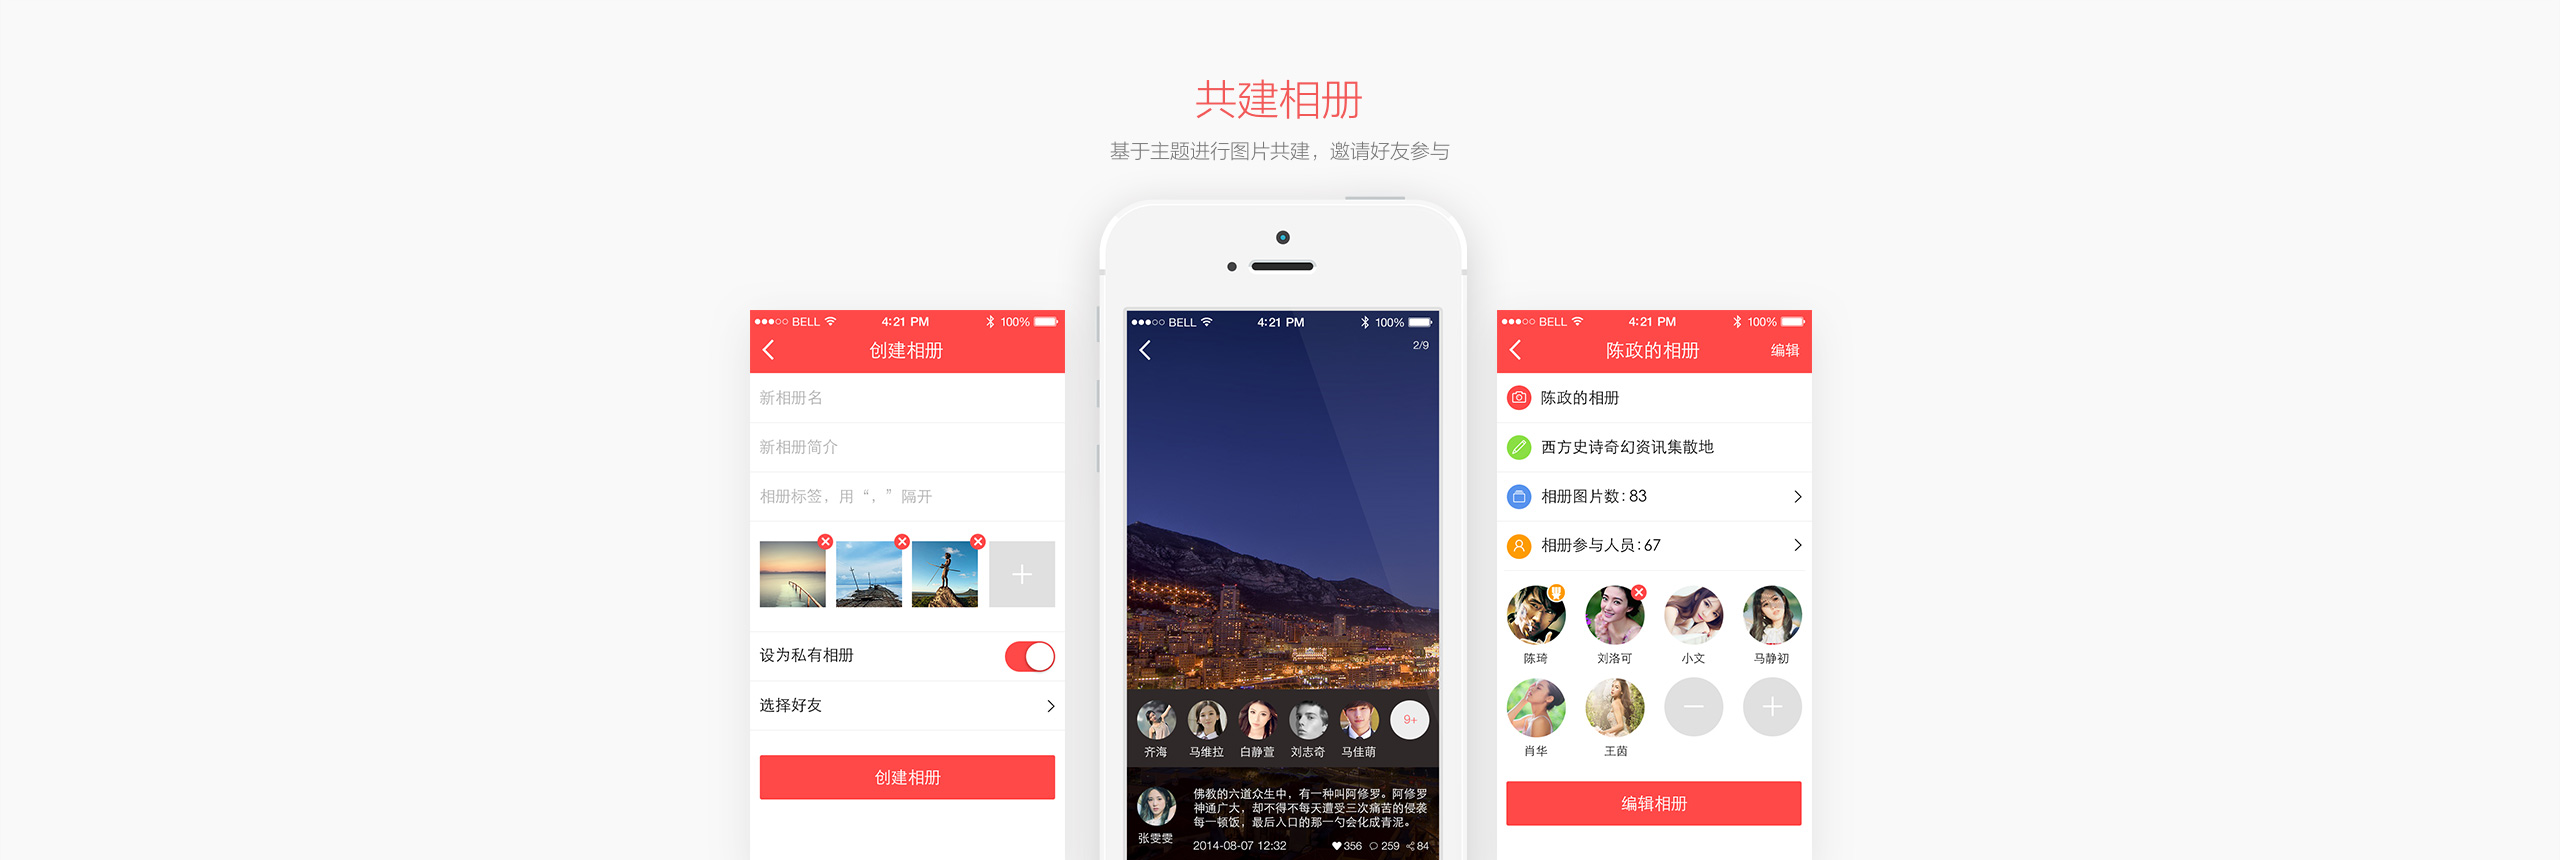 共建相册
基于主题进行图片共建，邀请好友参与
BELL 4:21 PM 100%
创建相册
新相册名
新相册简介
相册标签，用“，”隔开
设为私有相册
选择好友
创建相册
BELL 4:21 PM 100%
2/9
齐海 马维拉 白静萱 刘志奇 马佳萌 9+
佛教的六道众生中，有一种叫阿修罗。阿修罗
神通广大，却不得不每天遭受三次痛苦的侵袭
每一顿饭，最后入口的那一勺会化成青泥。
张雯雯
2014-08-07 12:32 356 259 84
BELL 4:21 PM 100%
陈政的相册 编辑
陈政的相册
西方史诗奇幻资讯集散地
相册图片数：83
相册参与人员：67
陈琦 刘洛可 小文 马静初
肖华 王茵
编辑相册